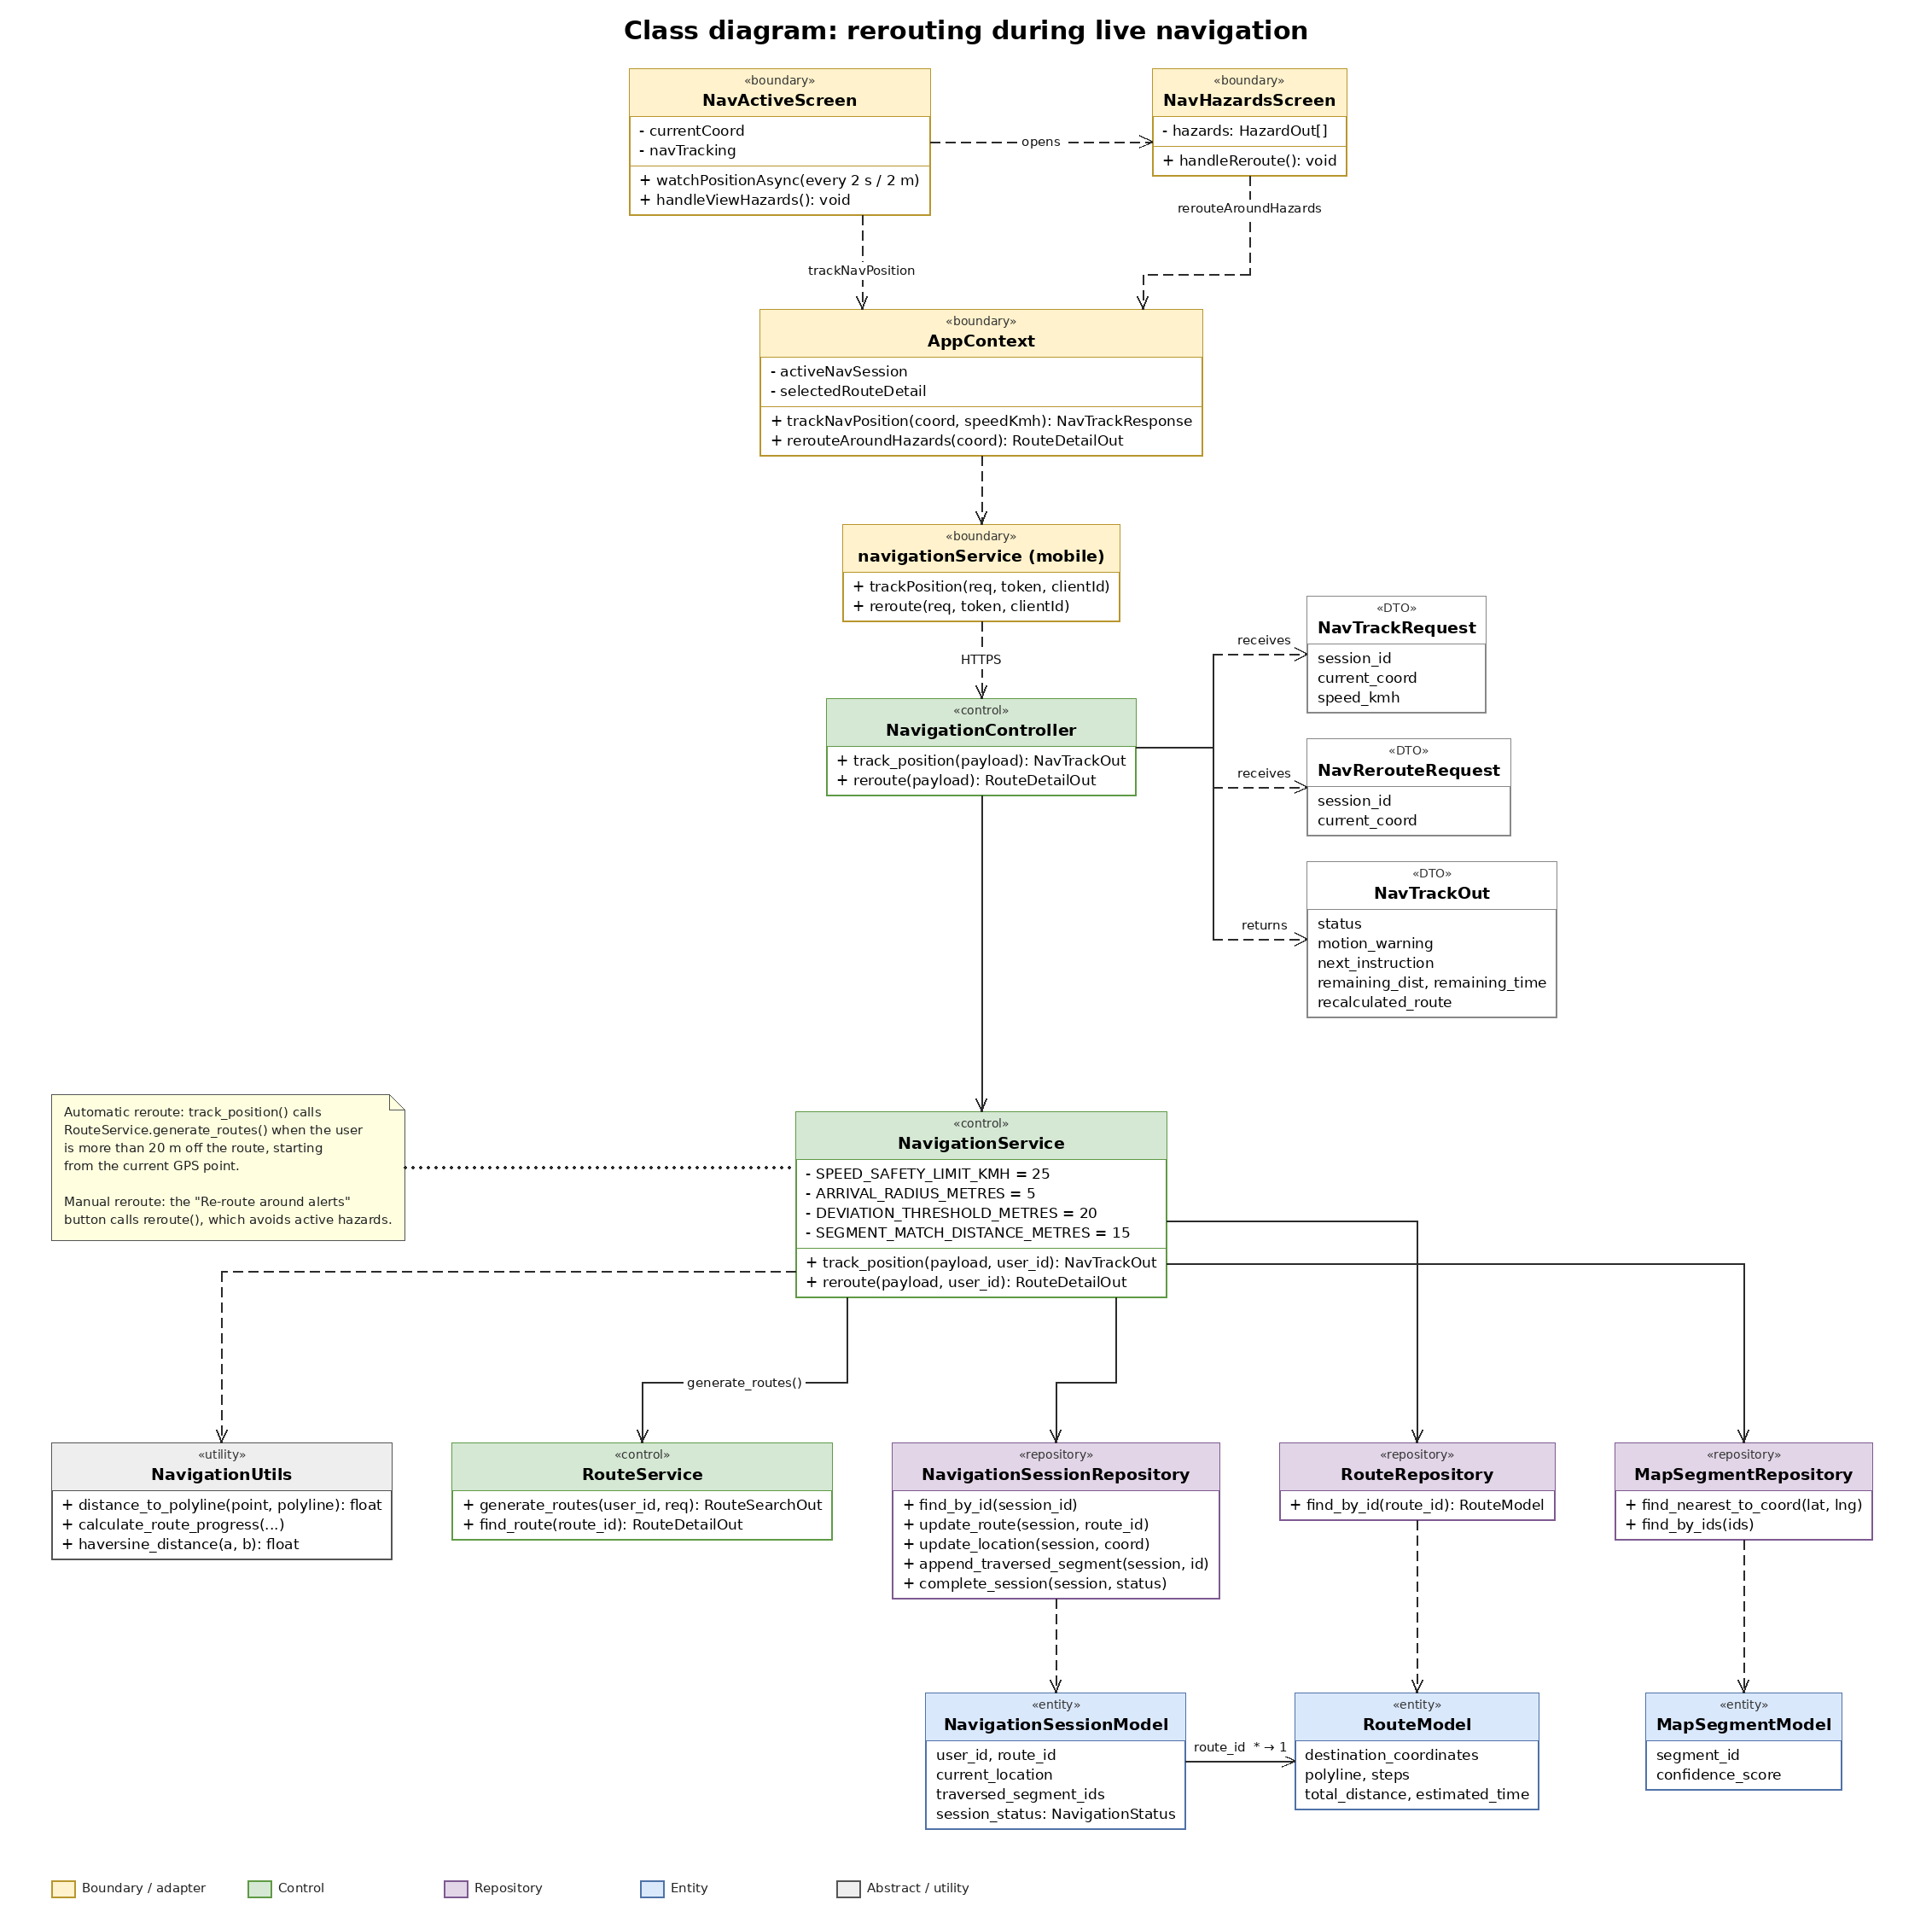 Class diagram: rerouting during live navigation
«boundary»
NavActiveScreen
- currentCoord
- navTracking
+ watchPositionAsync(every 2 s / 2 m)
+ handleViewHazards(): void
opens
«boundary»
NavHazardsScreen
- hazards: HazardOut[]
+ handleReroute(): void
trackNavPosition
rerouteAroundHazards
«boundary»
AppContext
- activeNavSession
- selectedRouteDetail
+ trackNavPosition(coord, speedKmh): NavTrackResponse
+ rerouteAroundHazards(coord): RouteDetailOut
«boundary»
navigationService (mobile)
+ trackPosition(req, token, clientId)
+ reroute(req, token, clientId)
HTTPS
«control»
NavigationController
+ track_position(payload): NavTrackOut
+ reroute(payload): RouteDetailOut
receives
«DTO»
NavTrackRequest
session_id
current_coord
speed_kmh
receives
«DTO»
NavRerouteRequest
session_id
current_coord
returns
«DTO»
NavTrackOut
status
motion_warning
next_instruction
remaining_dist, remaining_time
recalculated_route
Automatic reroute: track_position() calls
RouteService.generate_routes() when the user
is more than 20 m off the route, starting
from the current GPS point.
Manual reroute: the "Re-route around alerts"
button calls reroute(), which avoids active hazards.
«control»
NavigationService
- SPEED_SAFETY_LIMIT_KMH = 25
- ARRIVAL_RADIUS_METRES = 5
- DEVIATION_THRESHOLD_METRES = 20
- SEGMENT_MATCH_DISTANCE_METRES = 15
+ track_position(payload, user_id): NavTrackOut
+ reroute(payload, user_id): RouteDetailOut
generate_routes()
«utility»
NavigationUtils
+ distance_to_polyline(point, polyline): float
+ calculate_route_progress(...)
+ haversine_distance(a, b): float
«control»
RouteService
+ generate_routes(user_id, req): RouteSearchOut
+ find_route(route_id): RouteDetailOut
«repository»
NavigationSessionRepository
+ find_by_id(session_id)
+ update_route(session, route_id)
+ update_location(session, coord)
+ append_traversed_segment(session, id)
+ complete_session(session, status)
«repository»
RouteRepository
+ find_by_id(route_id): RouteModel
«repository»
MapSegmentRepository
+ find_nearest_to_coord(lat, lng)
+ find_by_ids(ids)
«entity»
NavigationSessionModel
user_id, route_id
current_location
traversed_segment_ids
session_status: NavigationStatus
route_id * → 1
«entity»
RouteModel
destination_coordinates
polyline, steps
total_distance, estimated_time
«entity»
MapSegmentModel
segment_id
confidence_score
Boundary / adapter
Control
Repository
Entity
Abstract / utility